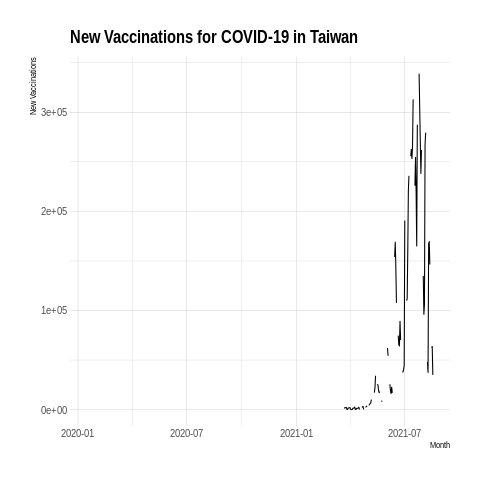 New Vaccinations for COVID-19 in Taiwan
New Vaccinations
3e+05
2e+05
1e+05
0e+00
2020-01
2020-07
2021-01
2021-07
Month